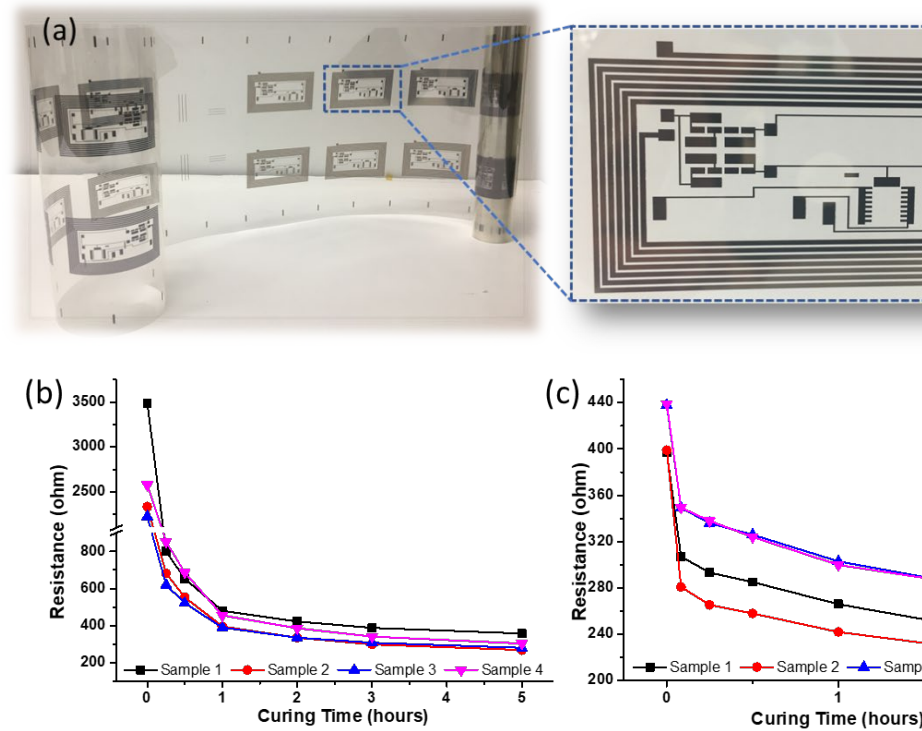 (a)
(b)
3500
3000
2500
800
600
400
200
Resistance (ohm)
Sample 1 Sample 2 Sample 3 Sample 4
0 1 2 3 4 5
Curing Time (hours)
(c)
440
400
360
320
280
240
200
Resistance (ohm)
Sample 1 Sample 2 Samp
0 1
Curing Time (hours)